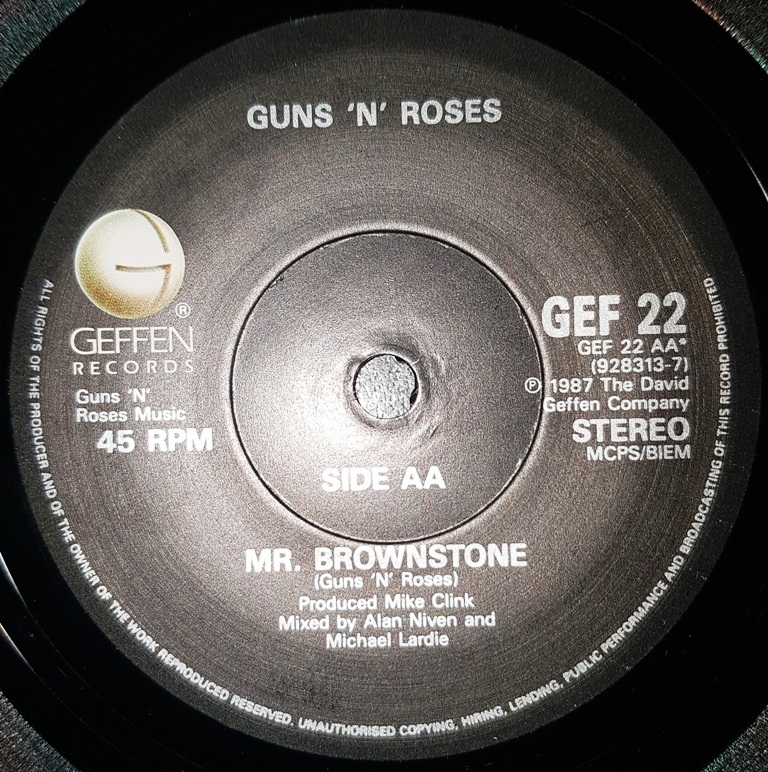 GUNS 'N' ROSES
®
GEFFEN
RECORDS
Guns 'N'
Roses Music
45 RPM
GEF 22
GEF 22 AA*
(928313-7)
℗ 1987 The David
Geffen Company
STEREO
MCPS/BIEM
SIDE AA
MR. BROWNSTONE
(Guns 'N' Roses)
Produced Mike Clink
Mixed by Alan Niven and
Michael Lardie
ALL RIGHTS OF THE PRODUCER AND OF THE OWNER OF THE WORK REPRODUCED RESERVED. UNAUTHORISED COPYING, HIRING, LENDING, PUBLIC PERFORMANCE AND BROADCASTING OF THIS RECORD PROHIBITED.